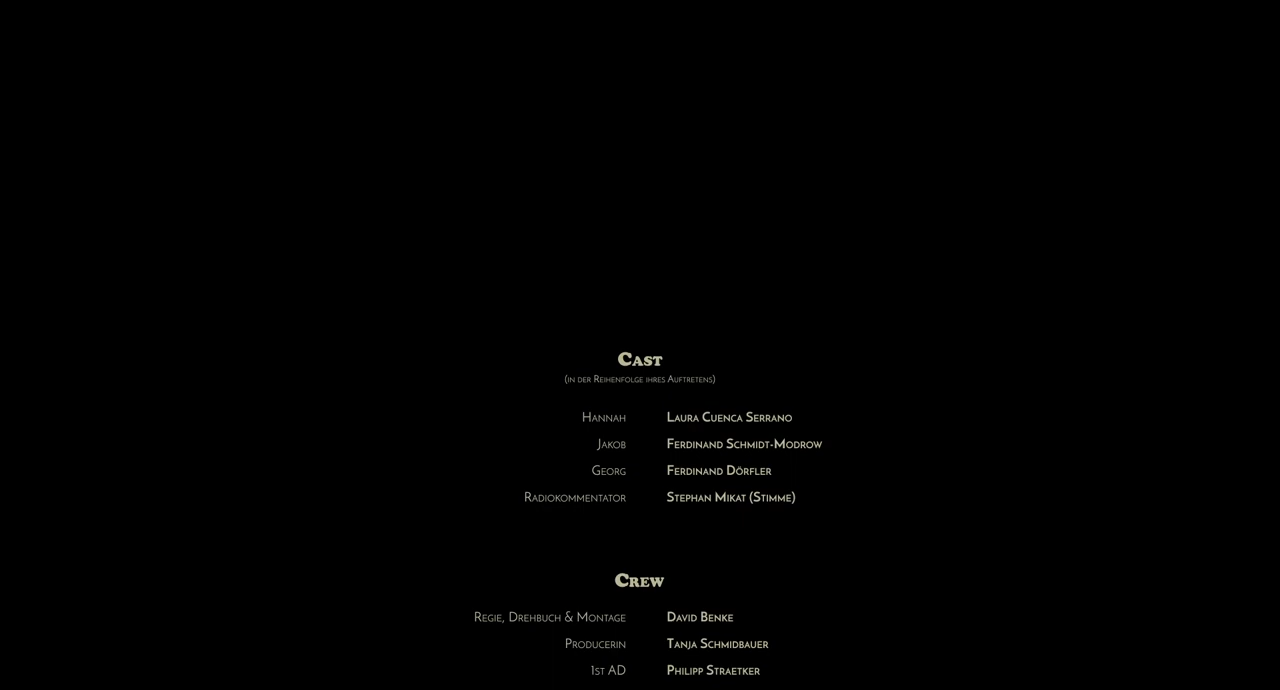 Cast
(in der Reihenfolge ihres Auftretens)
Hannah Laura Cuenca Serrano
Jakob Ferdinand Schmidt-Modrow
Georg Ferdinand Dörfler
Radiokommentator Stephan Mikat (Stimme)
Crew
Regie, Drehbuch & Montage David Benke
Producerin Tanja Schmidbauer
1st AD Philipp Straetker